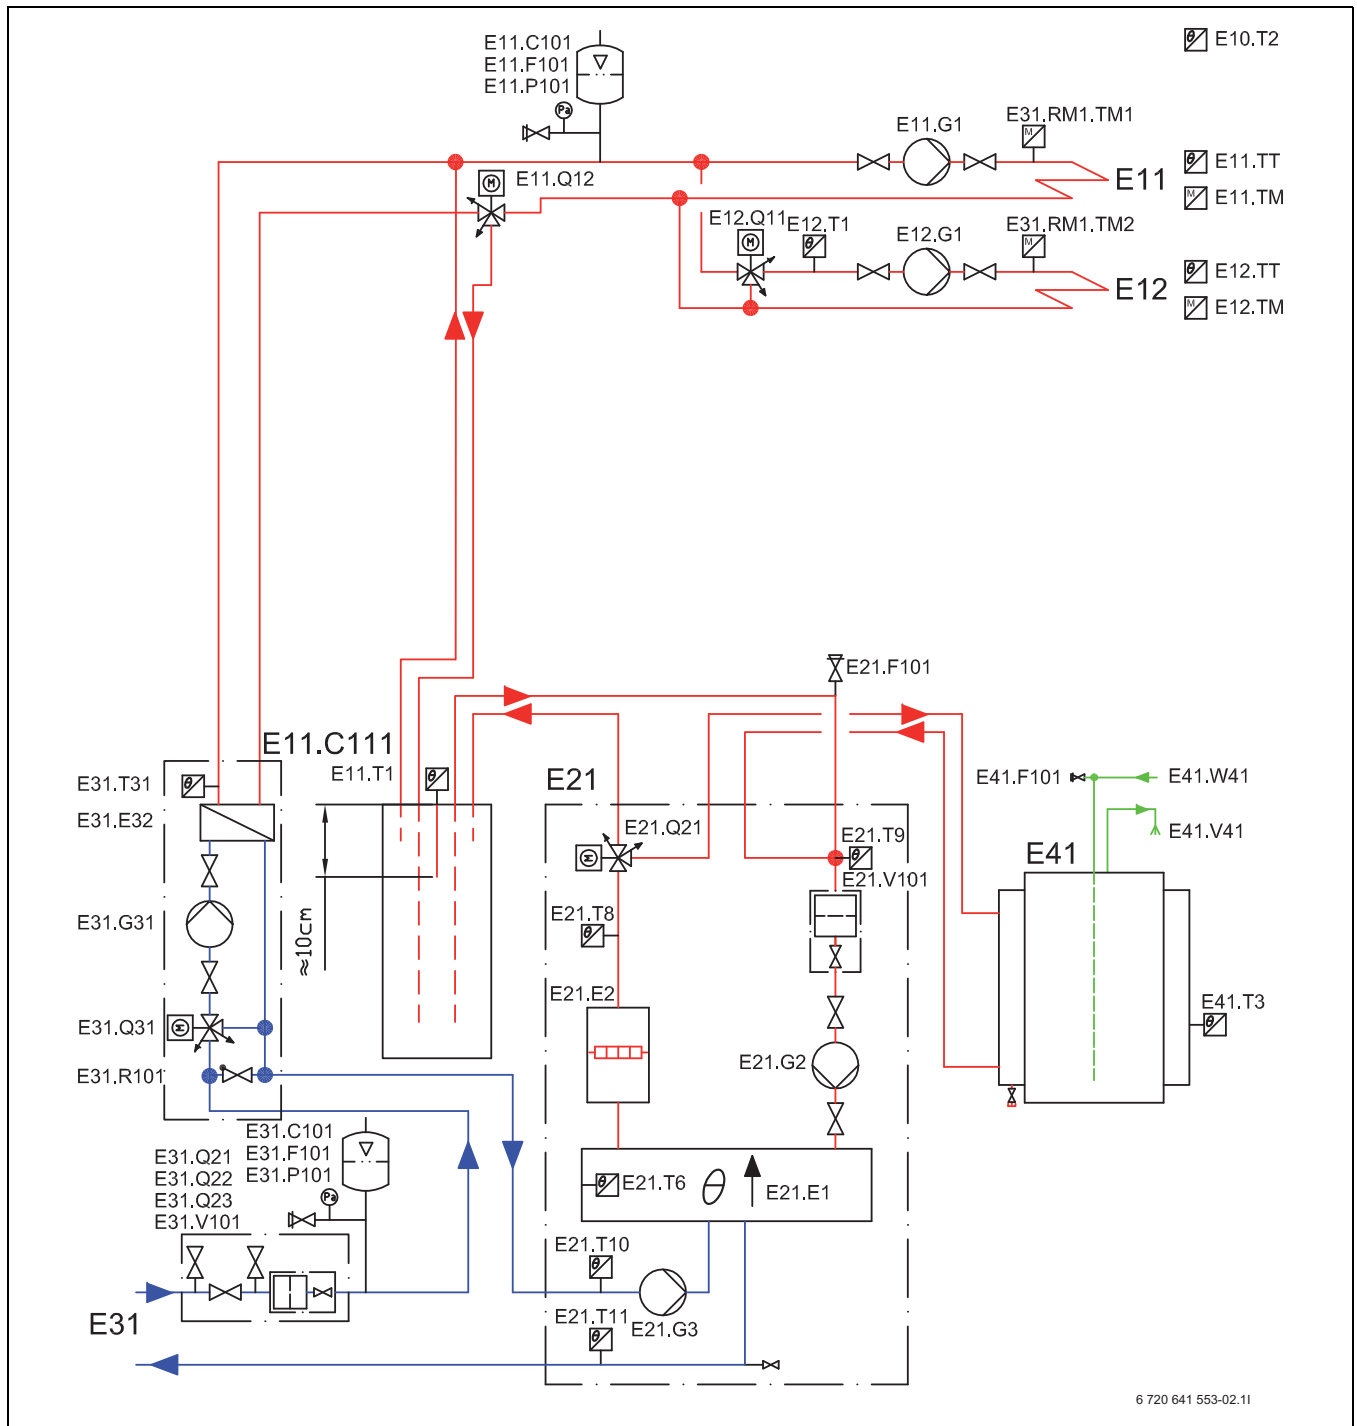 E11.C101
E11.F101
E11.P101
Pa
E10.T2
θ
E11.G1
E31.RM1.TM1
M
E11
θ
E11.TT
M
E11.TM
M
E11.Q12
E12.Q11
M
E12.T1
θ
E12.G1
E31.RM1.TM2
M
E12
θ
E12.TT
M
E12.TM
E21.F101
E11.C111
E11.T1
θ
E31.T31
θ
E31.E32
E21
E21.Q21
M
E21.T9
θ
E21.V101
E41.F101
E41.W41
E41.V41
E41
E31.G31
≈10cm
E21.T8
θ
E21.E2
E41.T3
θ
E31.Q31
M
E31.R101
E21.G2
E31.C101
E31.F101
E31.P101
Pa
E31.Q21
E31.Q22
E31.Q23
E31.V101
θ
E21.T6
θ
E21.E1
E21.T10
θ
E21.G3
E21.T11
θ
E31
6 720 641 553-02.1I